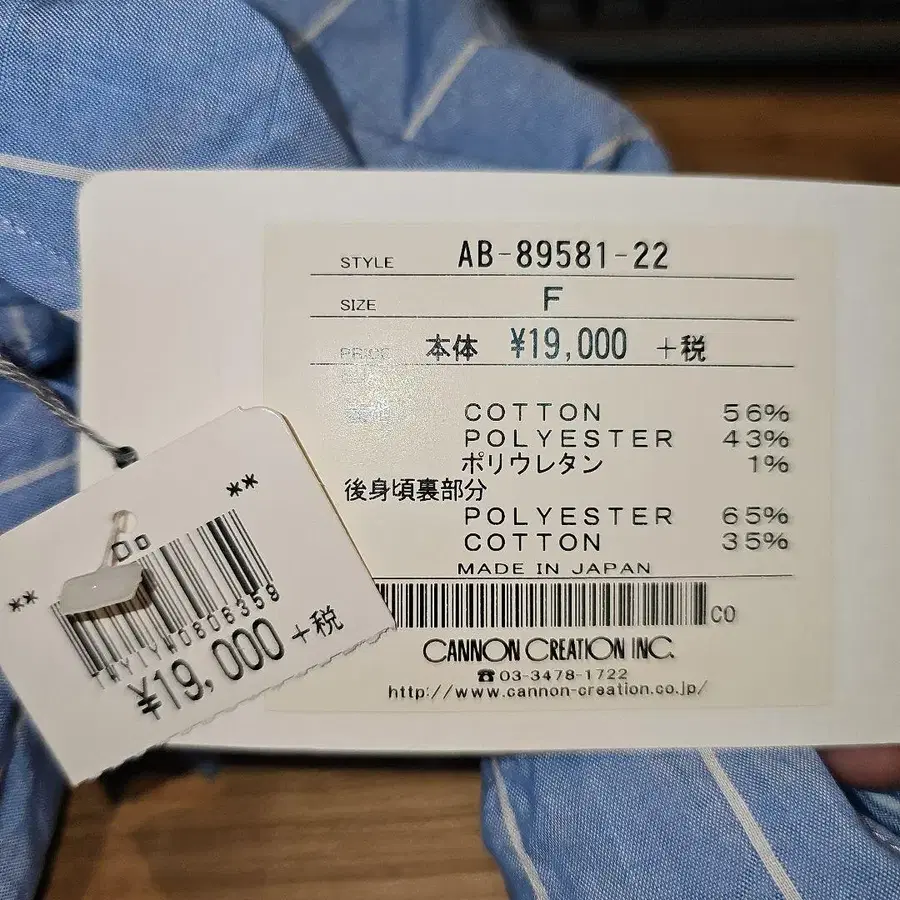 STYLE AB-89581-22
SIZE F
PRICE 本体 ¥19,000 +税
COTTON 56%
POLYESTER 43%
ポリウレタン 1%
後身頃裏部分
POLYESTER 65%
COTTON 35%
MADE IN JAPAN
CO
CANNON CREATION INC.
☎03-3478-1722
http://www.cannon-creation.co.jp/
**
**
¥19,000 +税